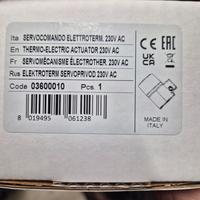 Ita SERVOCOMANDO ELETTROTERM. 230V AC
En THERMO-ELECTRIC ACTUATOR 230V AC
Fr SERVOMÉCANISME ÉLECTROTHER. 230V AC
Rus ELEKTROTERM SERVOPRIVOD 230V AC
Code 03600010 Pcs. 1
8 019495 061238
CE EAC
UK CA
MADE IN
ITALY